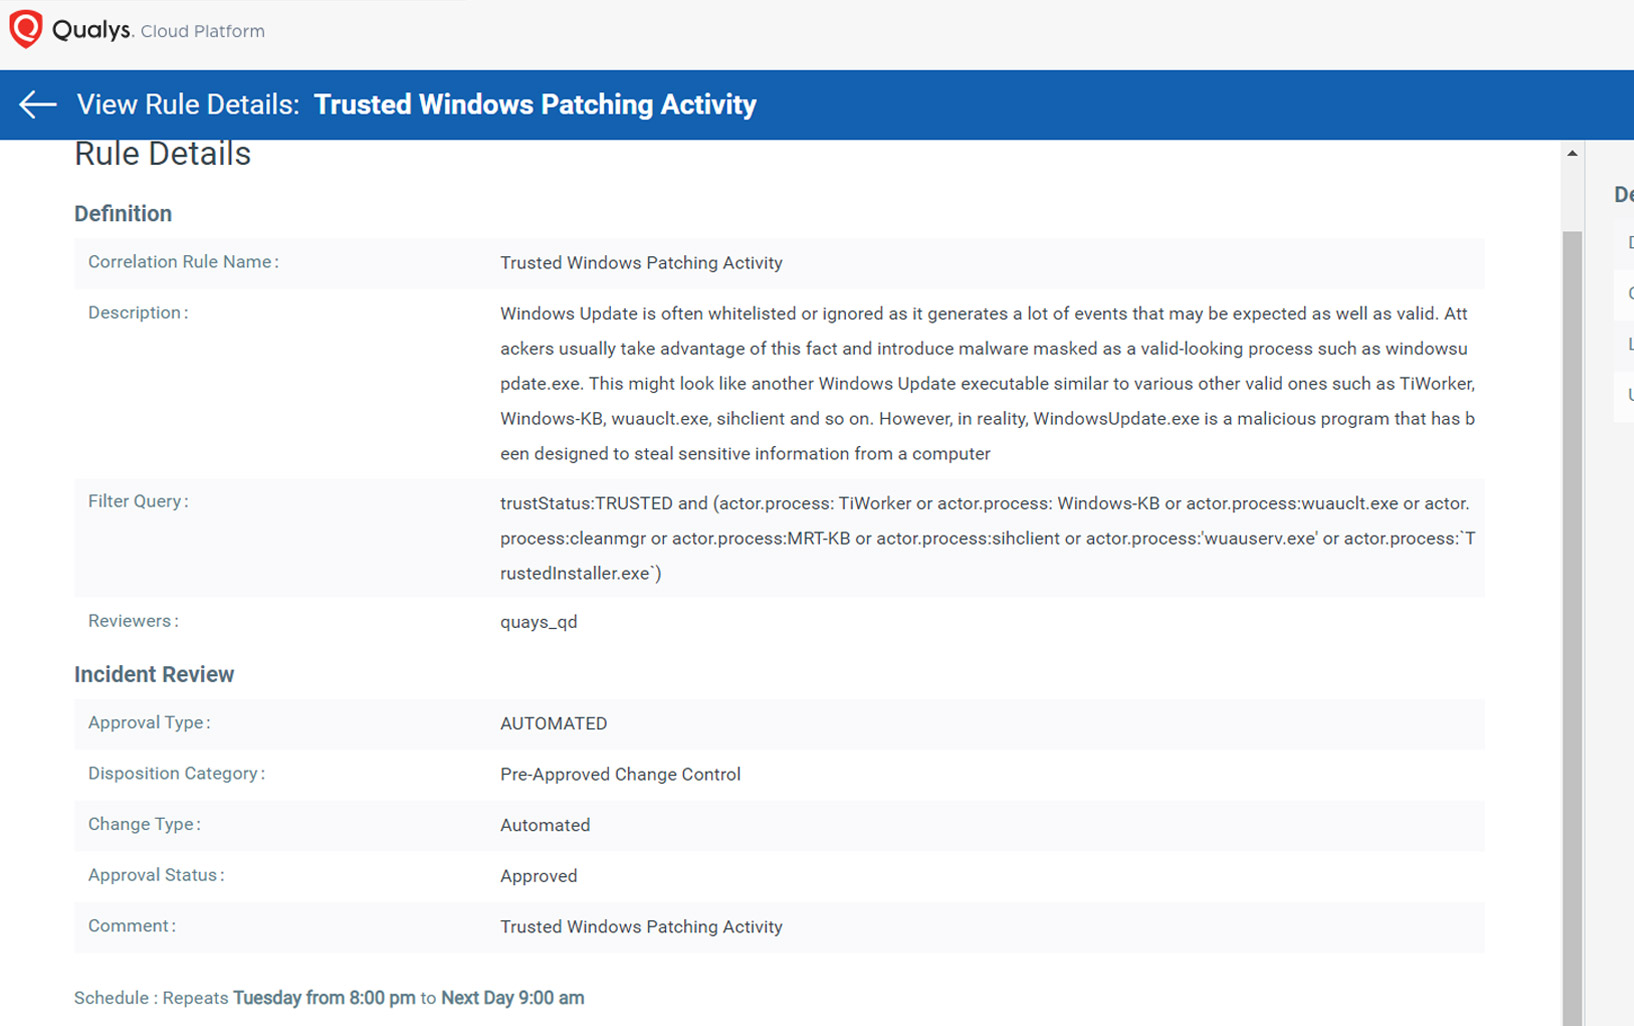 Qualys. Cloud Platform
View Rule Details: Trusted Windows Patching Activity
Rule Details
Definition
Correlation Rule Name: Trusted Windows Patching Activity
Description: Windows Update is often whitelisted or ignored as it generates a lot of events that may be expected as well as valid. Att
ackers usually take advantage of this fact and introduce malware masked as a valid-looking process such as windowsu
pdate.exe. This might look like another Windows Update executable similar to various other valid ones such as TiWorker,
Windows-KB, wuauclt.exe, sihclient and so on. However, in reality, WindowsUpdate.exe is a malicious program that has b
een designed to steal sensitive information from a computer
Filter Query: trustStatus:TRUSTED and (actor.process: TiWorker or actor.process: Windows-KB or actor.process:wuauclt.exe or actor.
process:cleanmgr or actor.process:MRT-KB or actor.process:sihclient or actor.process:'wuauserv.exe' or actor.process:`T
rustedInstaller.exe`)
Reviewers: quays_qd
Incident Review
Approval Type: AUTOMATED
Disposition Category: Pre-Approved Change Control
Change Type: Automated
Approval Status: Approved
Comment: Trusted Windows Patching Activity
Schedule : Repeats Tuesday from 8:00 pm to Next Day 9:00 am